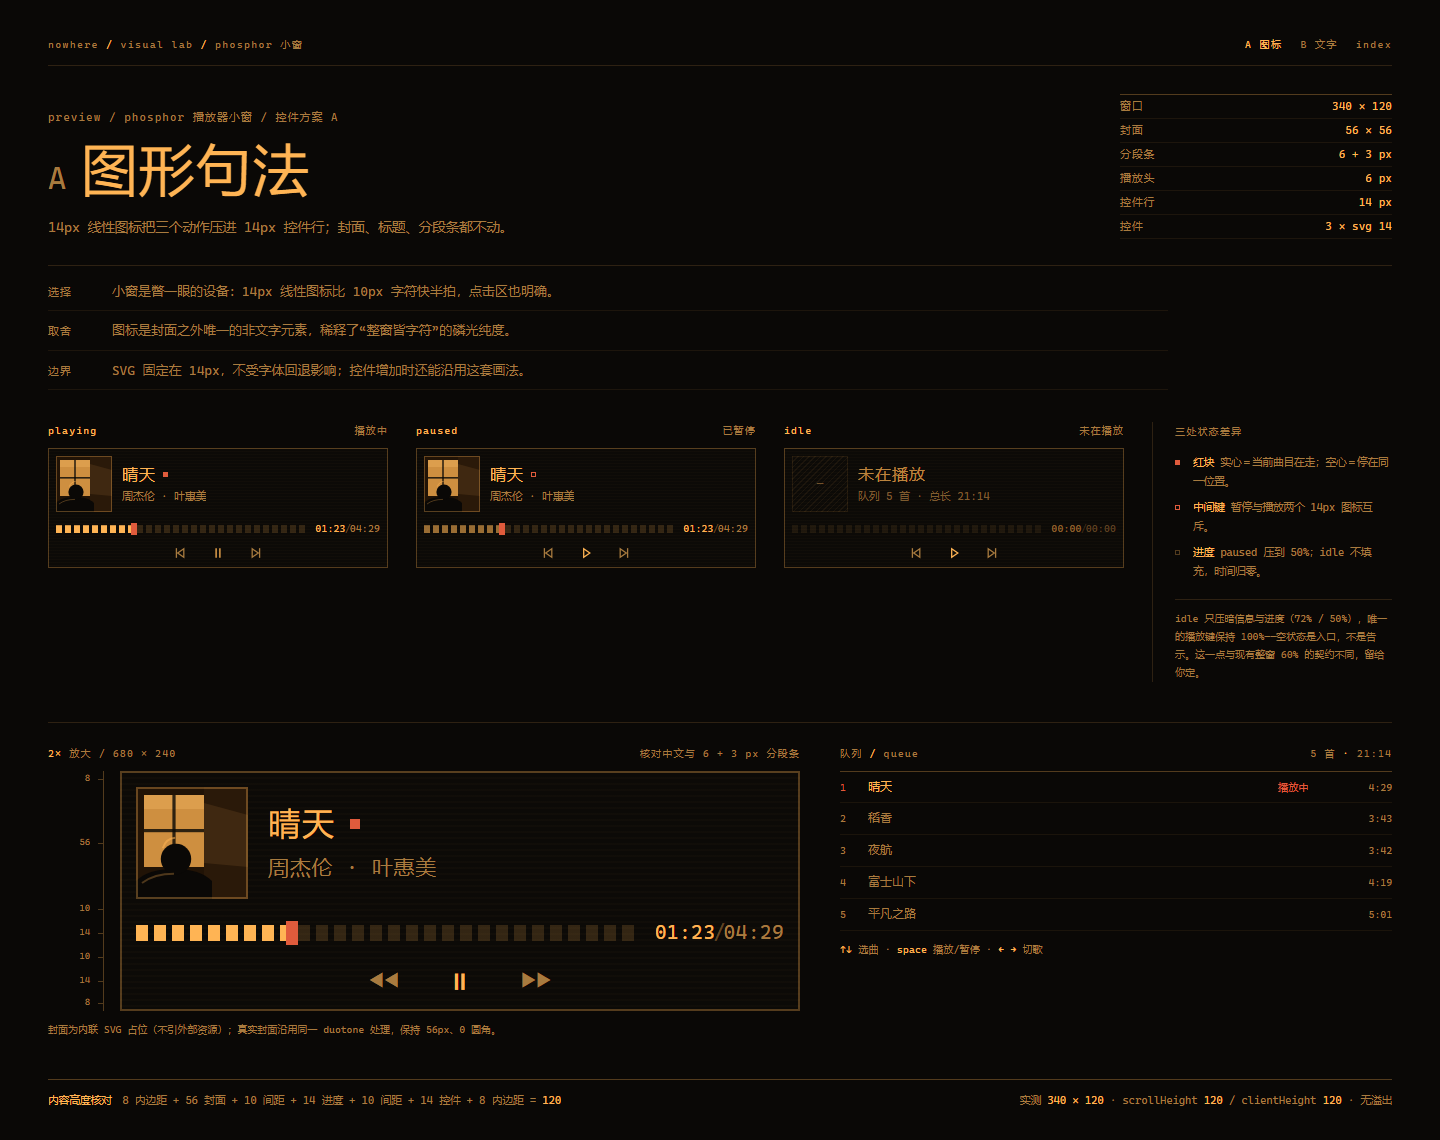 nowhere / visual lab / phosphor 小窗
A 图标 B 文字 index
preview / phosphor 播放器小窗 / 控件方案 A
A 图形句法
14px 线性图标把三个动作压进 14px 控件行；封面、标题、分段条都不动。
窗口 340 × 120
封面 56 × 56
分段条 6 + 3 px
播放头 6 px
控件行 14 px
控件 3 × svg 14
选择 小窗是瞥一眼的设备：14px 线性图标比 10px 字符快半拍，点击区也明确。
取舍 图标是封面之外唯一的非文字元素，稀释了“整窗皆字符”的磷光纯度。
边界 SVG 固定在 14px，不受字体回退影响；控件增加时还能沿用这套画法。
playing 播放中
晴天
周杰伦 · 叶惠美
01:23/04:29
paused 已暂停
晴天
周杰伦 · 叶惠美
01:23/04:29
idle 未在播放
—
未在播放
队列 5 首 · 总长 21:14
00:00/00:00
三处状态差异
红块 实心＝当前曲目在走；空心＝停在同
一位置。
中间键 暂停与播放两个 14px 图标互
斥。
进度 paused 压到 50%；idle 不填
充，时间归零。
idle 只压暗信息与进度（72% / 50%），唯一
的播放键保持 100%——空状态是入口，不是告
示。这一点与现有整窗 60% 的契约不同，留给
你定。
2× 放大 / 680 × 240 核对中文与 6 + 3 px 分段条
8
56
10
14
10
14
8
晴天
周杰伦 · 叶惠美
01:23/04:29
封面为内联 SVG 占位（不引外部资源）；真实封面沿用同一 duotone 处理，保持 56px、0 圆角。
队列 / queue 5 首 · 21:14
1 晴天 播放中 4:29
2 稻香 3:43
3 夜航 3:42
4 富士山下 4:19
5 平凡之路 5:01
↑↓ 选曲 · space 播放/暂停 · ← → 切歌
内容高度核对 8 内边距 + 56 封面 + 10 间距 + 14 进度 + 10 间距 + 14 控件 + 8 内边距 = 120
实测 340 × 120 · scrollHeight 120 / clientHeight 120 · 无溢出